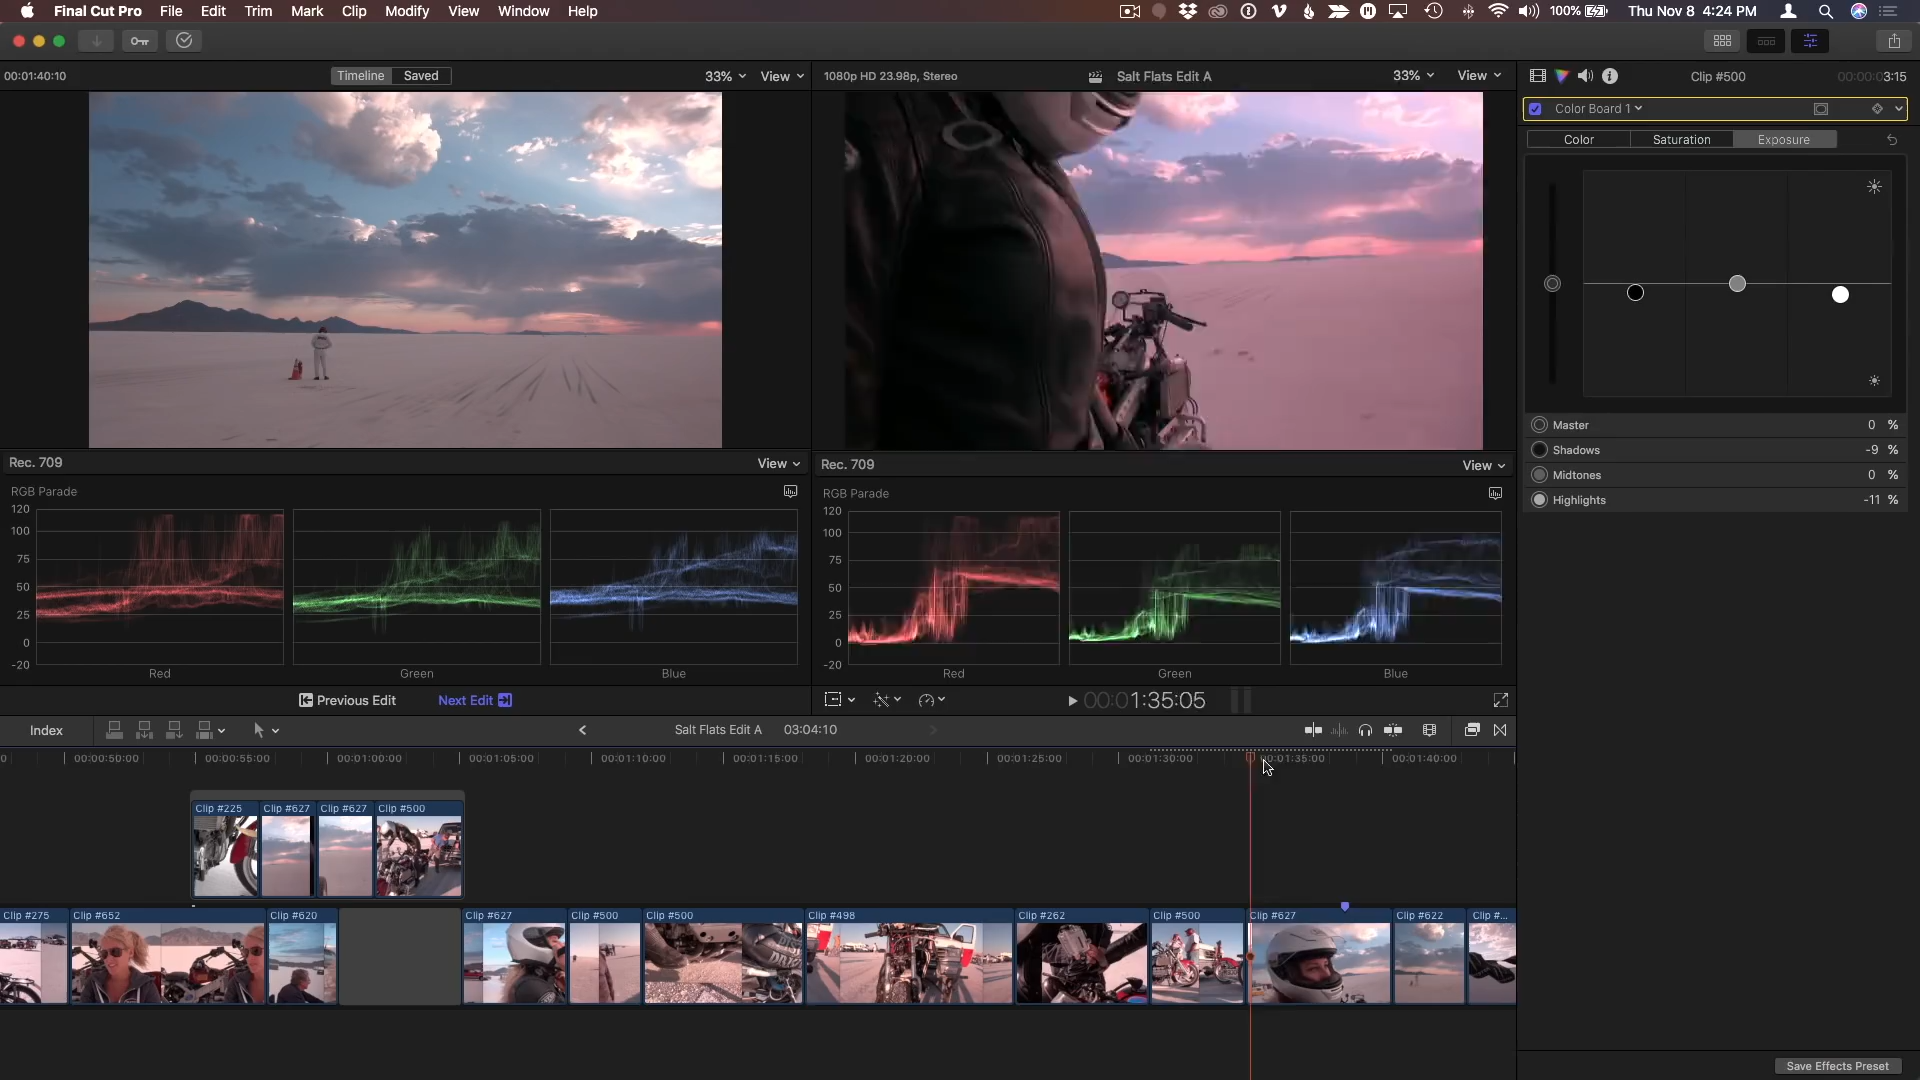 Final Cut Pro File Edit Trim Mark Clip Modify View Window Help 100% Thu Nov 8 4:24 PM
00:01:40:10 Timeline Saved 33% View 1080p HD 23.98p, Stereo Salt Flats Edit A 33% View Clip #500 00:00:03:15
Color Board 1
Color Saturation Exposure
Master 0 %
Shadows -9 %
Midtones 0 %
Highlights -11 %
Rec. 709 View Rec. 709 View
RGB Parade RGB Parade
120 120
100 100
75 75
50 50
25 25
0 0
-20 -20
Red Green Blue Red Green Blue
Previous Edit Next Edit 00:01:35:05
Index Salt Flats Edit A 03:04:10
0 00:00:50:00 00:00:55:00 00:01:00:00 00:01:05:00 00:01:10:00 00:01:15:00 00:01:20:00 00:01:25:00 00:01:30:00 00:01:35:00 00:01:40:00
Clip #225 Clip #627 Clip #627 Clip #500
Clip #275 Clip #652 Clip #620 Clip #627 Clip #500 Clip #500 Clip #498 Clip #262 Clip #500 Clip #627 Clip #622 Clip #...
Save Effects Preset